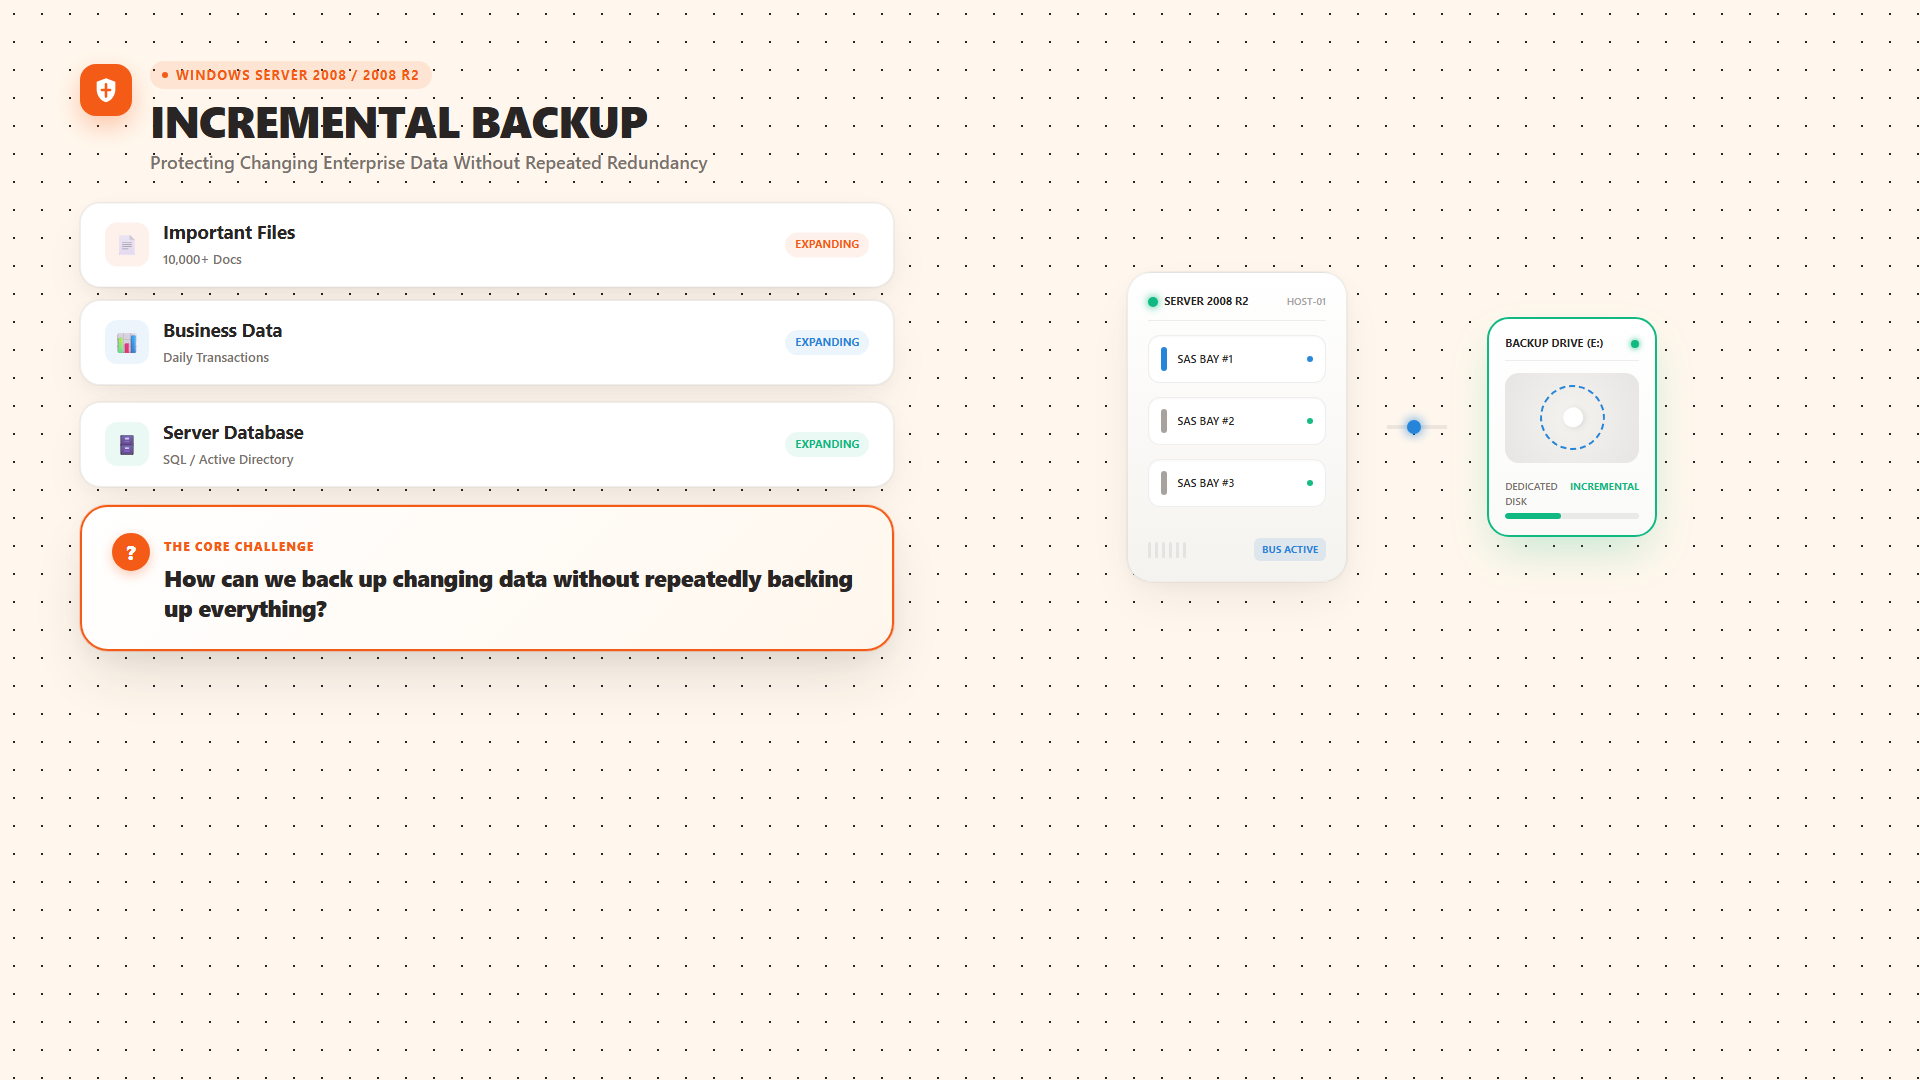 WINDOWS SERVER 2008 / 2008 R2
INCREMENTAL BACKUP
Protecting Changing Enterprise Data Without Repeated Redundancy
Important Files
10,000+ Docs
EXPANDING
Business Data
Daily Transactions
EXPANDING
Server Database
SQL / Active Directory
EXPANDING
?
THE CORE CHALLENGE
How can we back up changing data without repeatedly backing
up everything?
SERVER 2008 R2
HOST-01
SAS BAY #1
SAS BAY #2
SAS BAY #3
BUS ACTIVE
BACKUP DRIVE (E:)
DEDICATED
DISK
INCREMENTAL